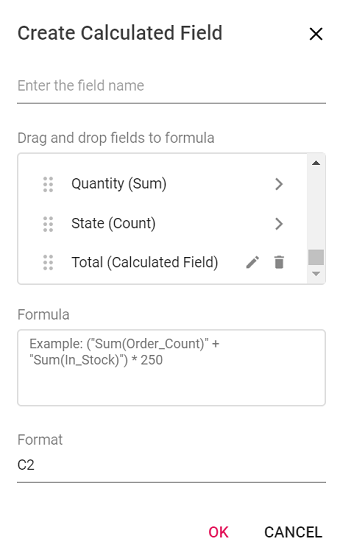 Create Calculated Field
Enter the field name
Drag and drop fields to formula
Quantity (Sum)
State (Count)
Total (Calculated Field)
Formula
Example: ("Sum(Order_Count)" +
"Sum(In_Stock)") * 250
Format
C2
OK CANCEL